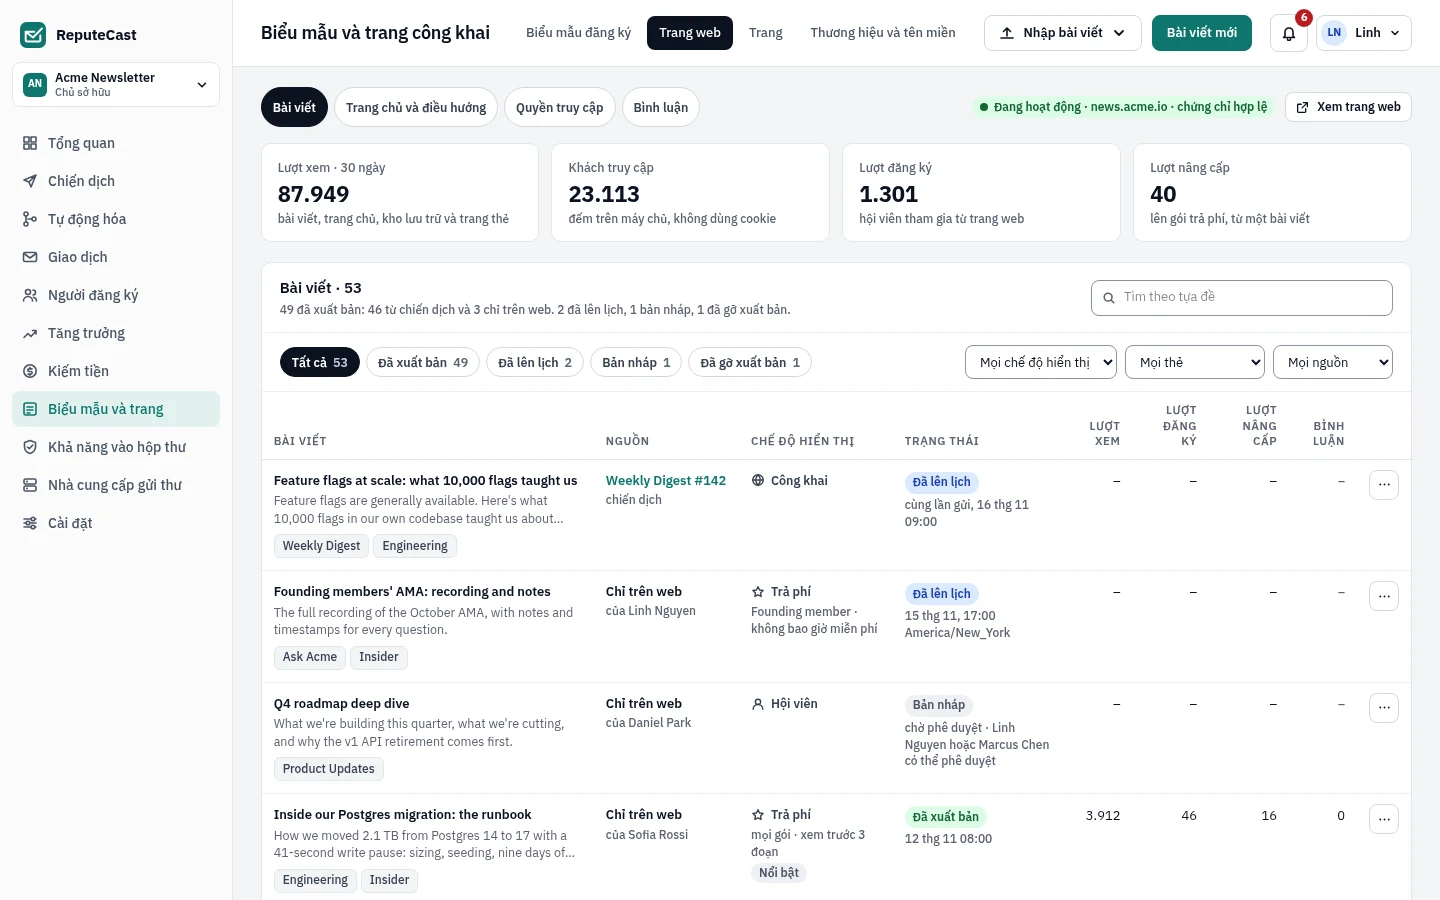 ReputeCast
AN
Acme Newsletter
Chủ sở hữu
Tổng quan
Chiến dịch
Tự động hóa
Giao dịch
Người đăng ký
Tăng trưởng
Kiếm tiền
Biểu mẫu và trang
Khả năng vào hộp thư
Nhà cung cấp gửi thư
Cài đặt
Biểu mẫu và trang công khai
Biểu mẫu đăng ký
Trang web
Trang
Thương hiệu và tên miền
Nhập bài viết
Bài viết mới
6
LN
Linh
Bài viết
Trang chủ và điều hướng
Quyền truy cập
Bình luận
Đang hoạt động · news.acme.io · chứng chỉ hợp lệ
Xem trang web
Lượt xem · 30 ngày
87.949
bài viết, trang chủ, kho lưu trữ và trang thẻ
Khách truy cập
23.113
đếm trên máy chủ, không dùng cookie
Lượt đăng ký
1.301
hội viên tham gia từ trang web
Lượt nâng cấp
40
lên gói trả phí, từ một bài viết
Bài viết · 53
49 đã xuất bản: 46 từ chiến dịch và 3 chỉ trên web. 2 đã lên lịch, 1 bản nháp, 1 đã gỡ xuất bản.
Tìm theo tựa đề
Tất cả 53
Đã xuất bản 49
Đã lên lịch 2
Bản nháp 1
Đã gỡ xuất bản 1
Mọi chế độ hiển thị
Mọi thẻ
Mọi nguồn
BÀI VIẾT
NGUỒN
CHẾ ĐỘ HIỂN THỊ
TRẠNG THÁI
LƯỢT
XEM
LƯỢT
ĐĂNG
KÝ
LƯỢT
NÂNG
CẤP
BÌNH
LUẬN
Feature flags at scale: what 10,000 flags taught us
Feature flags are generally available. Here's what
10,000 flags in our own codebase taught us about…
Weekly Digest
Engineering
Weekly Digest #142
chiến dịch
Công khai
Đã lên lịch
cùng lần gửi, 16 thg 11
09:00
–
–
–
–
Founding members' AMA: recording and notes
The full recording of the October AMA, with notes and
timestamps for every question.
Ask Acme
Insider
Chỉ trên web
của Linh Nguyen
Trả phí
Founding member ·
không bao giờ miễn phí
Đã lên lịch
15 thg 11, 17:00
America/New_York
–
–
–
–
Q4 roadmap deep dive
What we're building this quarter, what we're cutting,
and why the v1 API retirement comes first.
Product Updates
Chỉ trên web
của Daniel Park
Hội viên
Bản nháp
chờ phê duyệt · Linh
Nguyen hoặc Marcus Chen
có thể phê duyệt
–
–
–
–
Inside our Postgres migration: the runbook
How we moved 2.1 TB from Postgres 14 to 17 with a
41-second write pause: sizing, seeding, nine days of…
Engineering
Insider
Chỉ trên web
của Sofia Rossi
Trả phí
mọi gói · xem trước 3
đoạn
Nổi bật
Đã xuất bản
12 thg 11 08:00
3.912
46
16
0